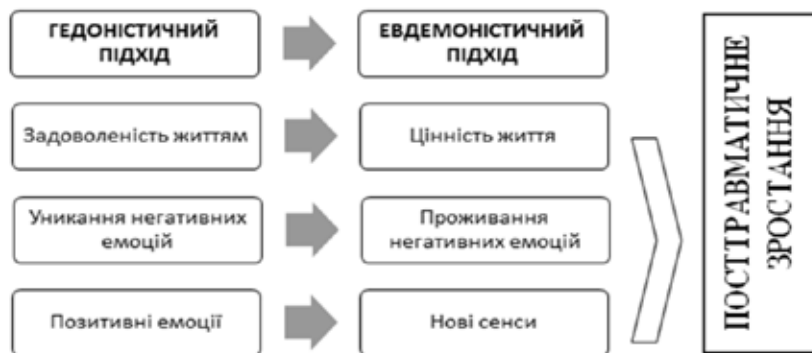 ГЕДОНІСТИЧНИЙ
ПІДХІД
ЕВДЕМОНІСТИЧНИЙ
ПІДХІД
Задоволеність життям
Цінність життя
Уникання негативних
емоцій
Проживання
негативних емоцій
Позитивні емоції
Нові сенси
ПОСТТРАВМАТИЧНЕ
ЗРОСТАННЯ